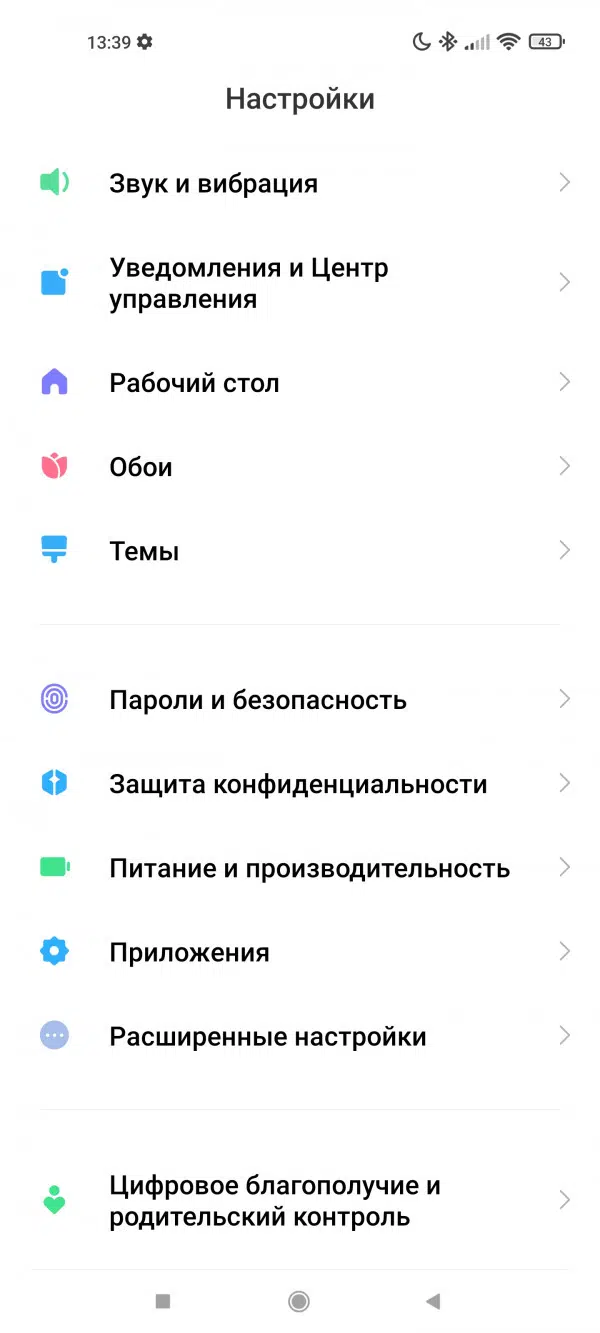 13:39
43
Настройки
Звук и вибрация
Уведомления и Центр
управления
Рабочий стол
Обои
Темы
Пароли и безопасность
Защита конфиденциальности
Питание и производительность
Приложения
Расширенные настройки
Цифровое благополучие и
родительский контроль